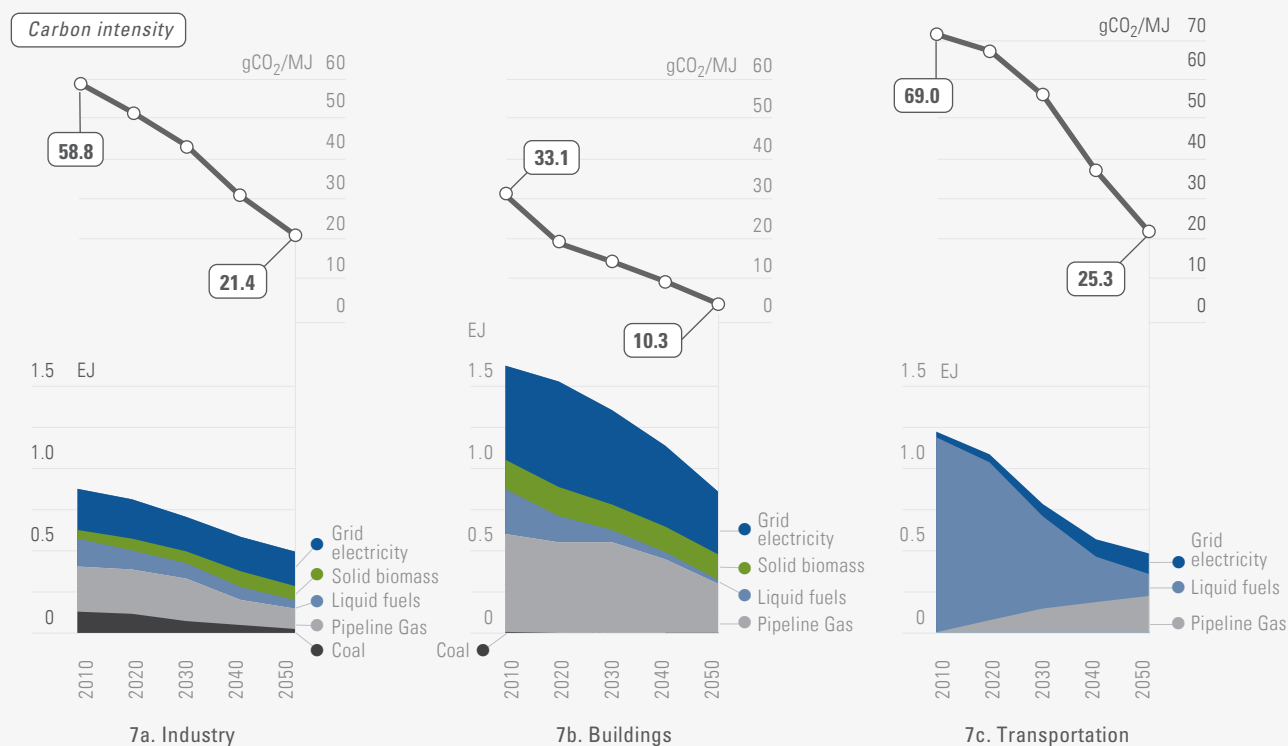 Carbon intensity
gCO2/MJ 60
50
40
30
20
10
0
58.8
21.4
1.5 EJ
1.0
0.5
0
Grid
electricity
Solid biomass
Liquid fuels
Pipeline Gas
Coal
2010
2020
2030
2040
2050
7a. Industry
gCO2/MJ 60
50
40
30
20
10
0
33.1
10.3
EJ
1.5
1.0
0.5
0
Grid
electricity
Solid biomass
Liquid fuels
Pipeline Gas
Coal
2010
2020
2030
2040
2050
7b. Buildings
gCO2/MJ 70
60
50
40
30
20
10
0
69.0
25.3
1.5 EJ
1.0
0.5
0
Grid
electricity
Liquid fuels
Pipeline Gas
2010
2020
2030
2040
2050
7c. Transportation